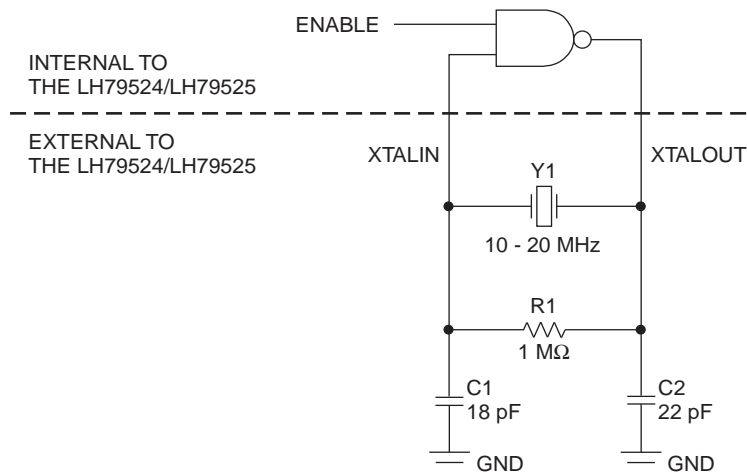 ENABLE
INTERNAL TO
THE LH79524/LH79525
EXTERNAL TO
THE LH79524/LH79525
XTALIN
XTALOUT
Y1
10 - 20 MHz
R1
1 MΩ
C1
18 pF
C2
22 pF
GND
GND